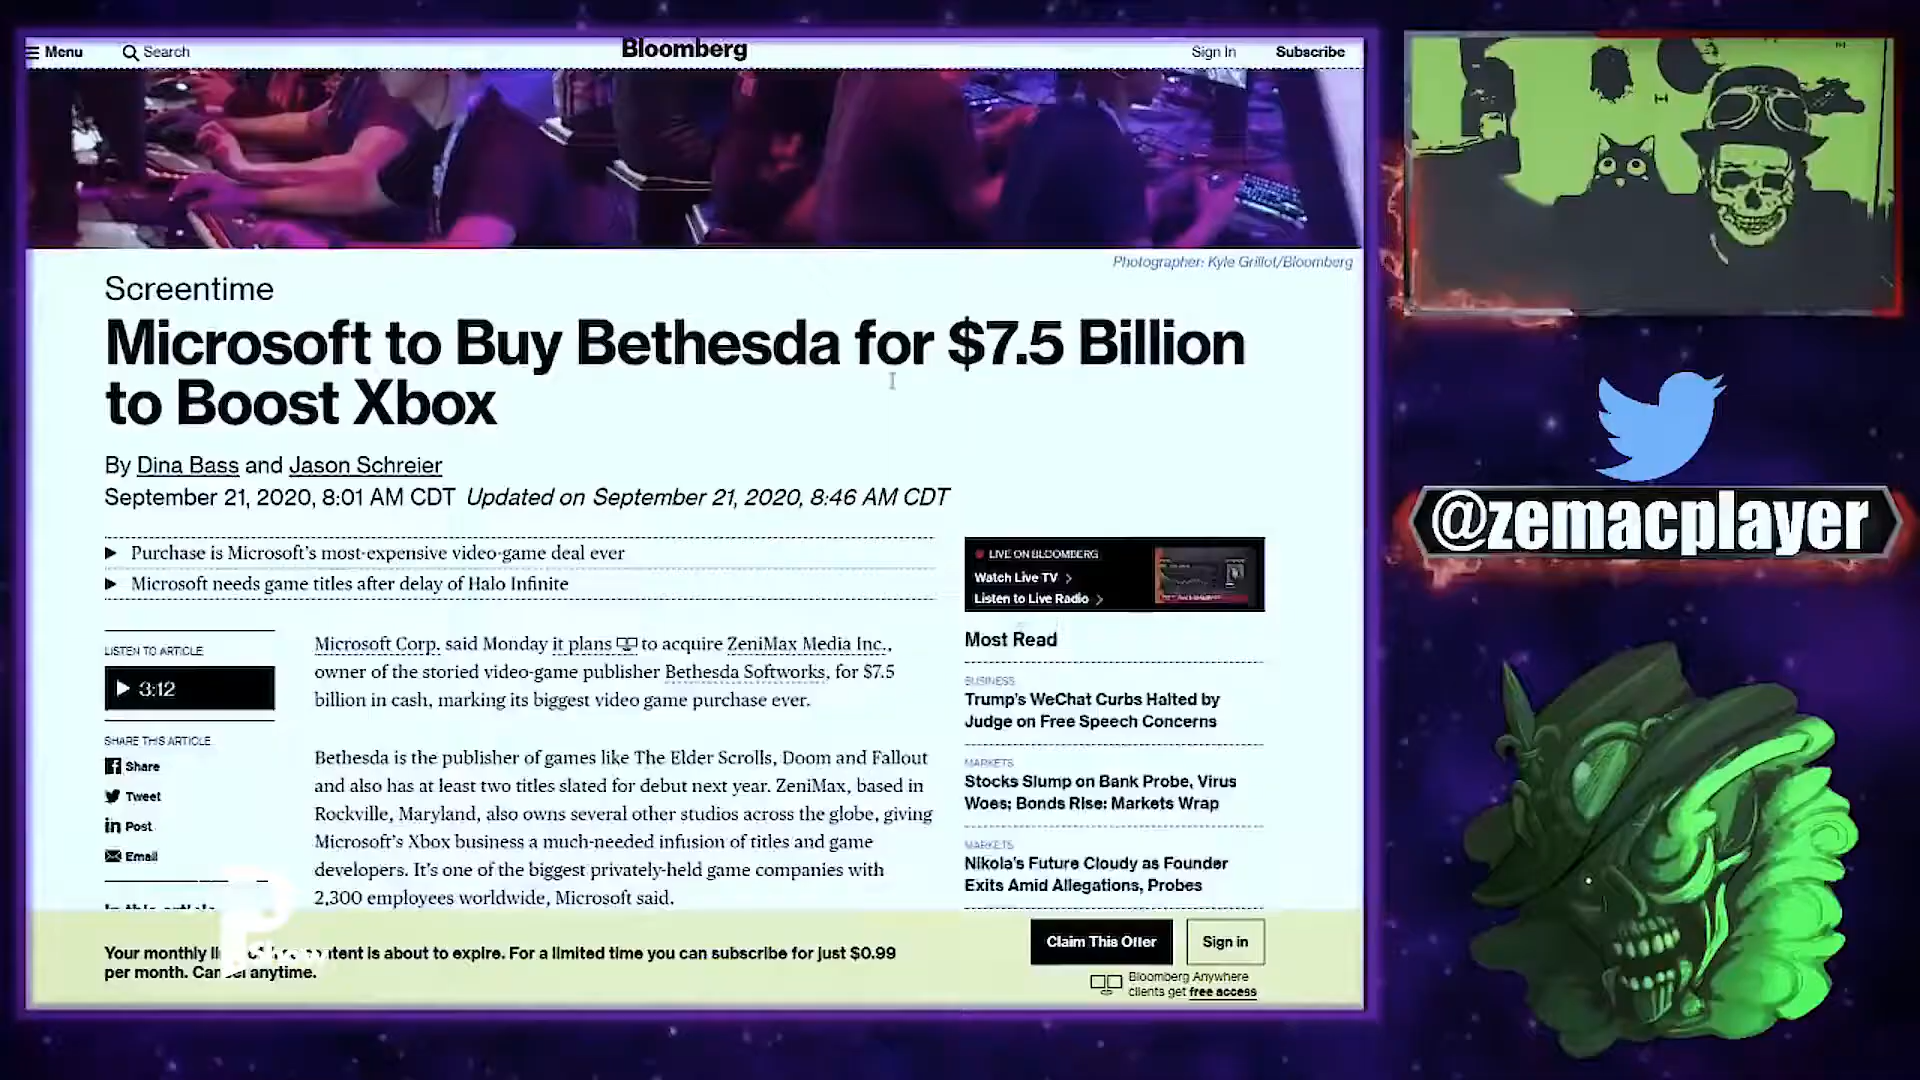 Menu
Search
Bloomberg
Sign In
Subscribe
Photographer: Kyle Grillot/Bloomberg
Screentime
Microsoft to Buy Bethesda for $7.5 Billion
to Boost Xbox
By Dina Bass and Jason Schreier
September 21, 2020, 8:01 AM CDT Updated on September 21, 2020, 8:46 AM CDT
Purchase is Microsoft's most-expensive video-game deal ever
Microsoft needs game titles after delay of Halo Infinite
LISTEN TO ARTICLE
3:12
SHARE THIS ARTICLE
Share
Tweet
Post
Email
In this article
Microsoft Corp. said Monday it plans to acquire ZeniMax Media Inc.,
owner of the storied video-game publisher Bethesda Softworks, for $7.5
billion in cash, marking its biggest video game purchase ever.
Bethesda is the publisher of games like The Elder Scrolls, Doom and Fallout
and also has at least two titles slated for debut next year. ZeniMax, based in
Rockville, Maryland, also owns several other studios across the globe, giving
Microsoft's Xbox business a much-needed infusion of titles and game
developers. It's one of the biggest privately-held game companies with
2,300 employees worldwide, Microsoft said.
LIVE ON BLOOMBERG
Watch Live TV
Listen to Live Radio
Most Read
BUSINESS
Trump's WeChat Curbs Halted by
Judge on Free Speech Concerns
MARKETS
Stocks Slump on Bank Probe, Virus
Woes; Bonds Rise: Markets Wrap
MARKETS
Nikola's Future Cloudy as Founder
Exits Amid Allegations, Probes
Your monthly is about to expire. For a limited time you can subscribe for just $0.99
per month. Cancel anytime.
Show
Claim This Offer
Sign in
Bloomberg Anywhere
clients get free access
@zemacplayer